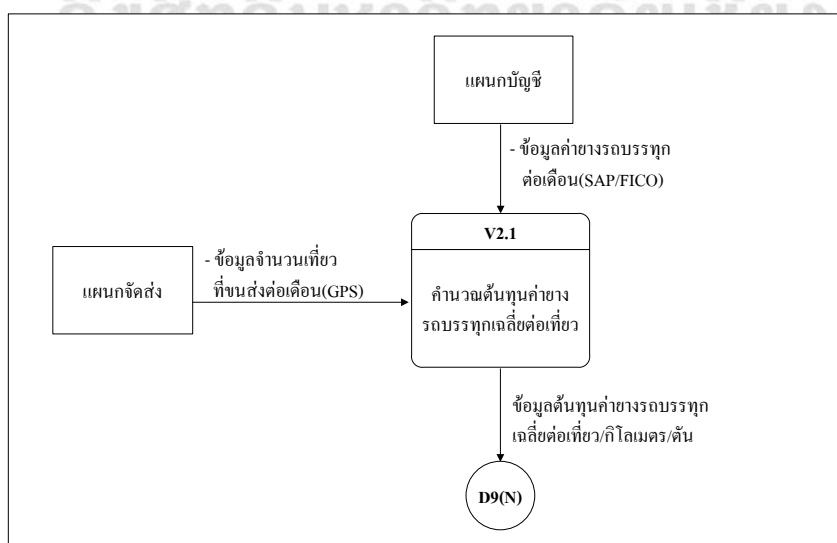 แผนกบัญชี
- ข้อมูลค่ายางรถบรรทุก
ต่อเดือน(SAP/FICO)
V2.1
- ข้อมูลจำนวนเที่ยว
ที่ขนส่งต่อเดือน(GPS)
แผนกจัดส่ง
คำนวณต้นทุนค่ายาง
รถบรรทุกเฉลี่ยต่อเที่ยว
ข้อมูลต้นทุนค่ายางรถบรรทุก
เฉลี่ยต่อเที่ยว/กิโลเมตร/ตัน
D9(N)